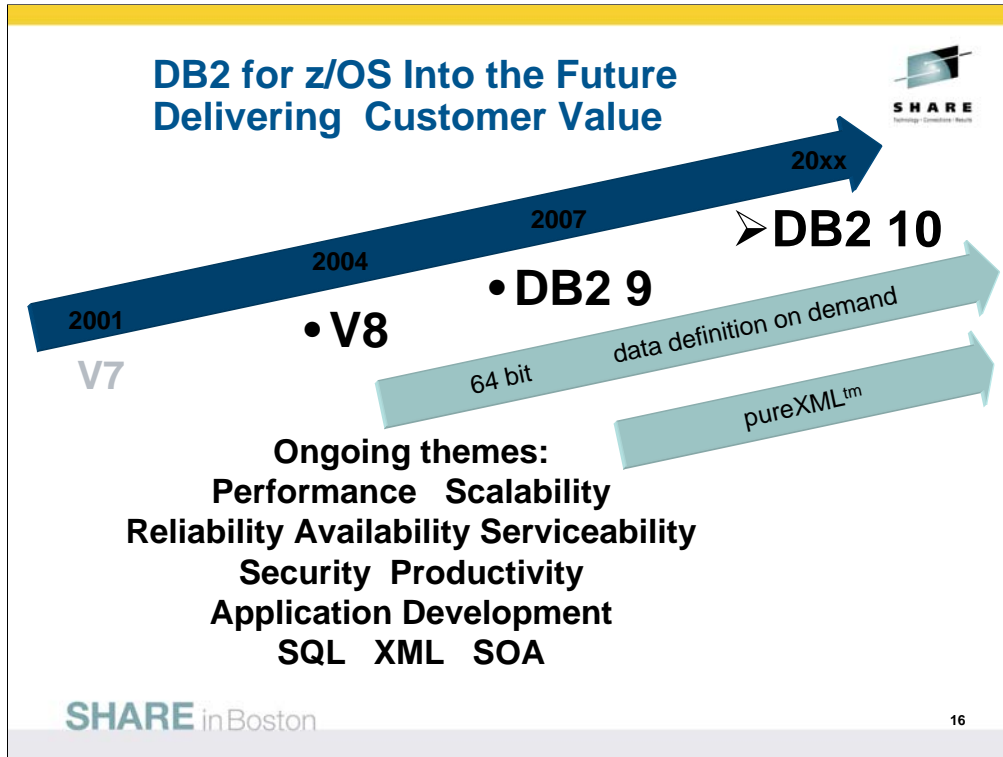 DB2 for z/OS Into the Future
Delivering Customer Value
SHARE
Technology · Connections · Results
20xx
2007
2004
2001
➢DB2 10
•DB2 9
•V8
V7
64 bit data definition on demand
pureXMLtm
Ongoing themes:
Performance Scalability
Reliability Availability Serviceability
Security Productivity
Application Development
SQL XML SOA
SHARE in Boston
16